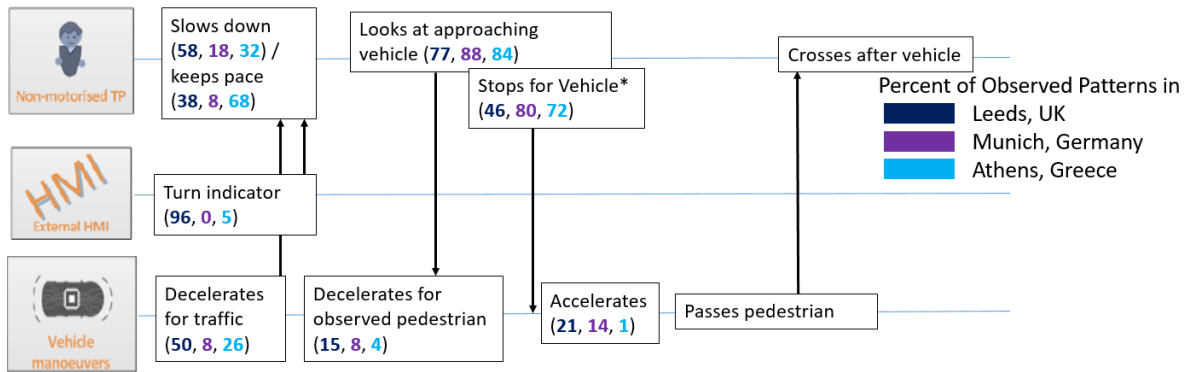 Non-motorised TP
Slows down
(58, 18, 32) /
keeps pace
(38, 8, 68)
Looks at approaching
vehicle (77, 88, 84)
Stops for Vehicle*
(46, 80, 72)
Crosses after vehicle
Percent of Observed Patterns in
Leeds, UK
Munich, Germany
Athens, Greece
HMI
External HMI
Turn indicator
(96, 0, 5)
Vehicle
manoeuvers
Decelerates
for traffic
(50, 8, 26)
Decelerates for
observed pedestrian
(15, 8, 4)
Accelerates
(21, 14, 1)
Passes pedestrian